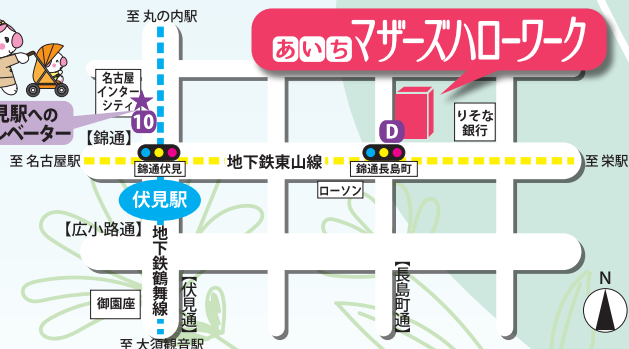 至 丸の内駅
あいち マザーズハローワーク
名古屋
インター
シティ
10
見駅への
レベーター
【錦通】
D
りそな
銀行
至 名古屋駅
地下鉄東山線
至 栄駅
錦通伏見
錦通長島町
ローソン
伏見駅
【広小路通】
地下鉄鶴舞線
【伏見通】
【長島町通】
御園座
N
至 大須観音駅